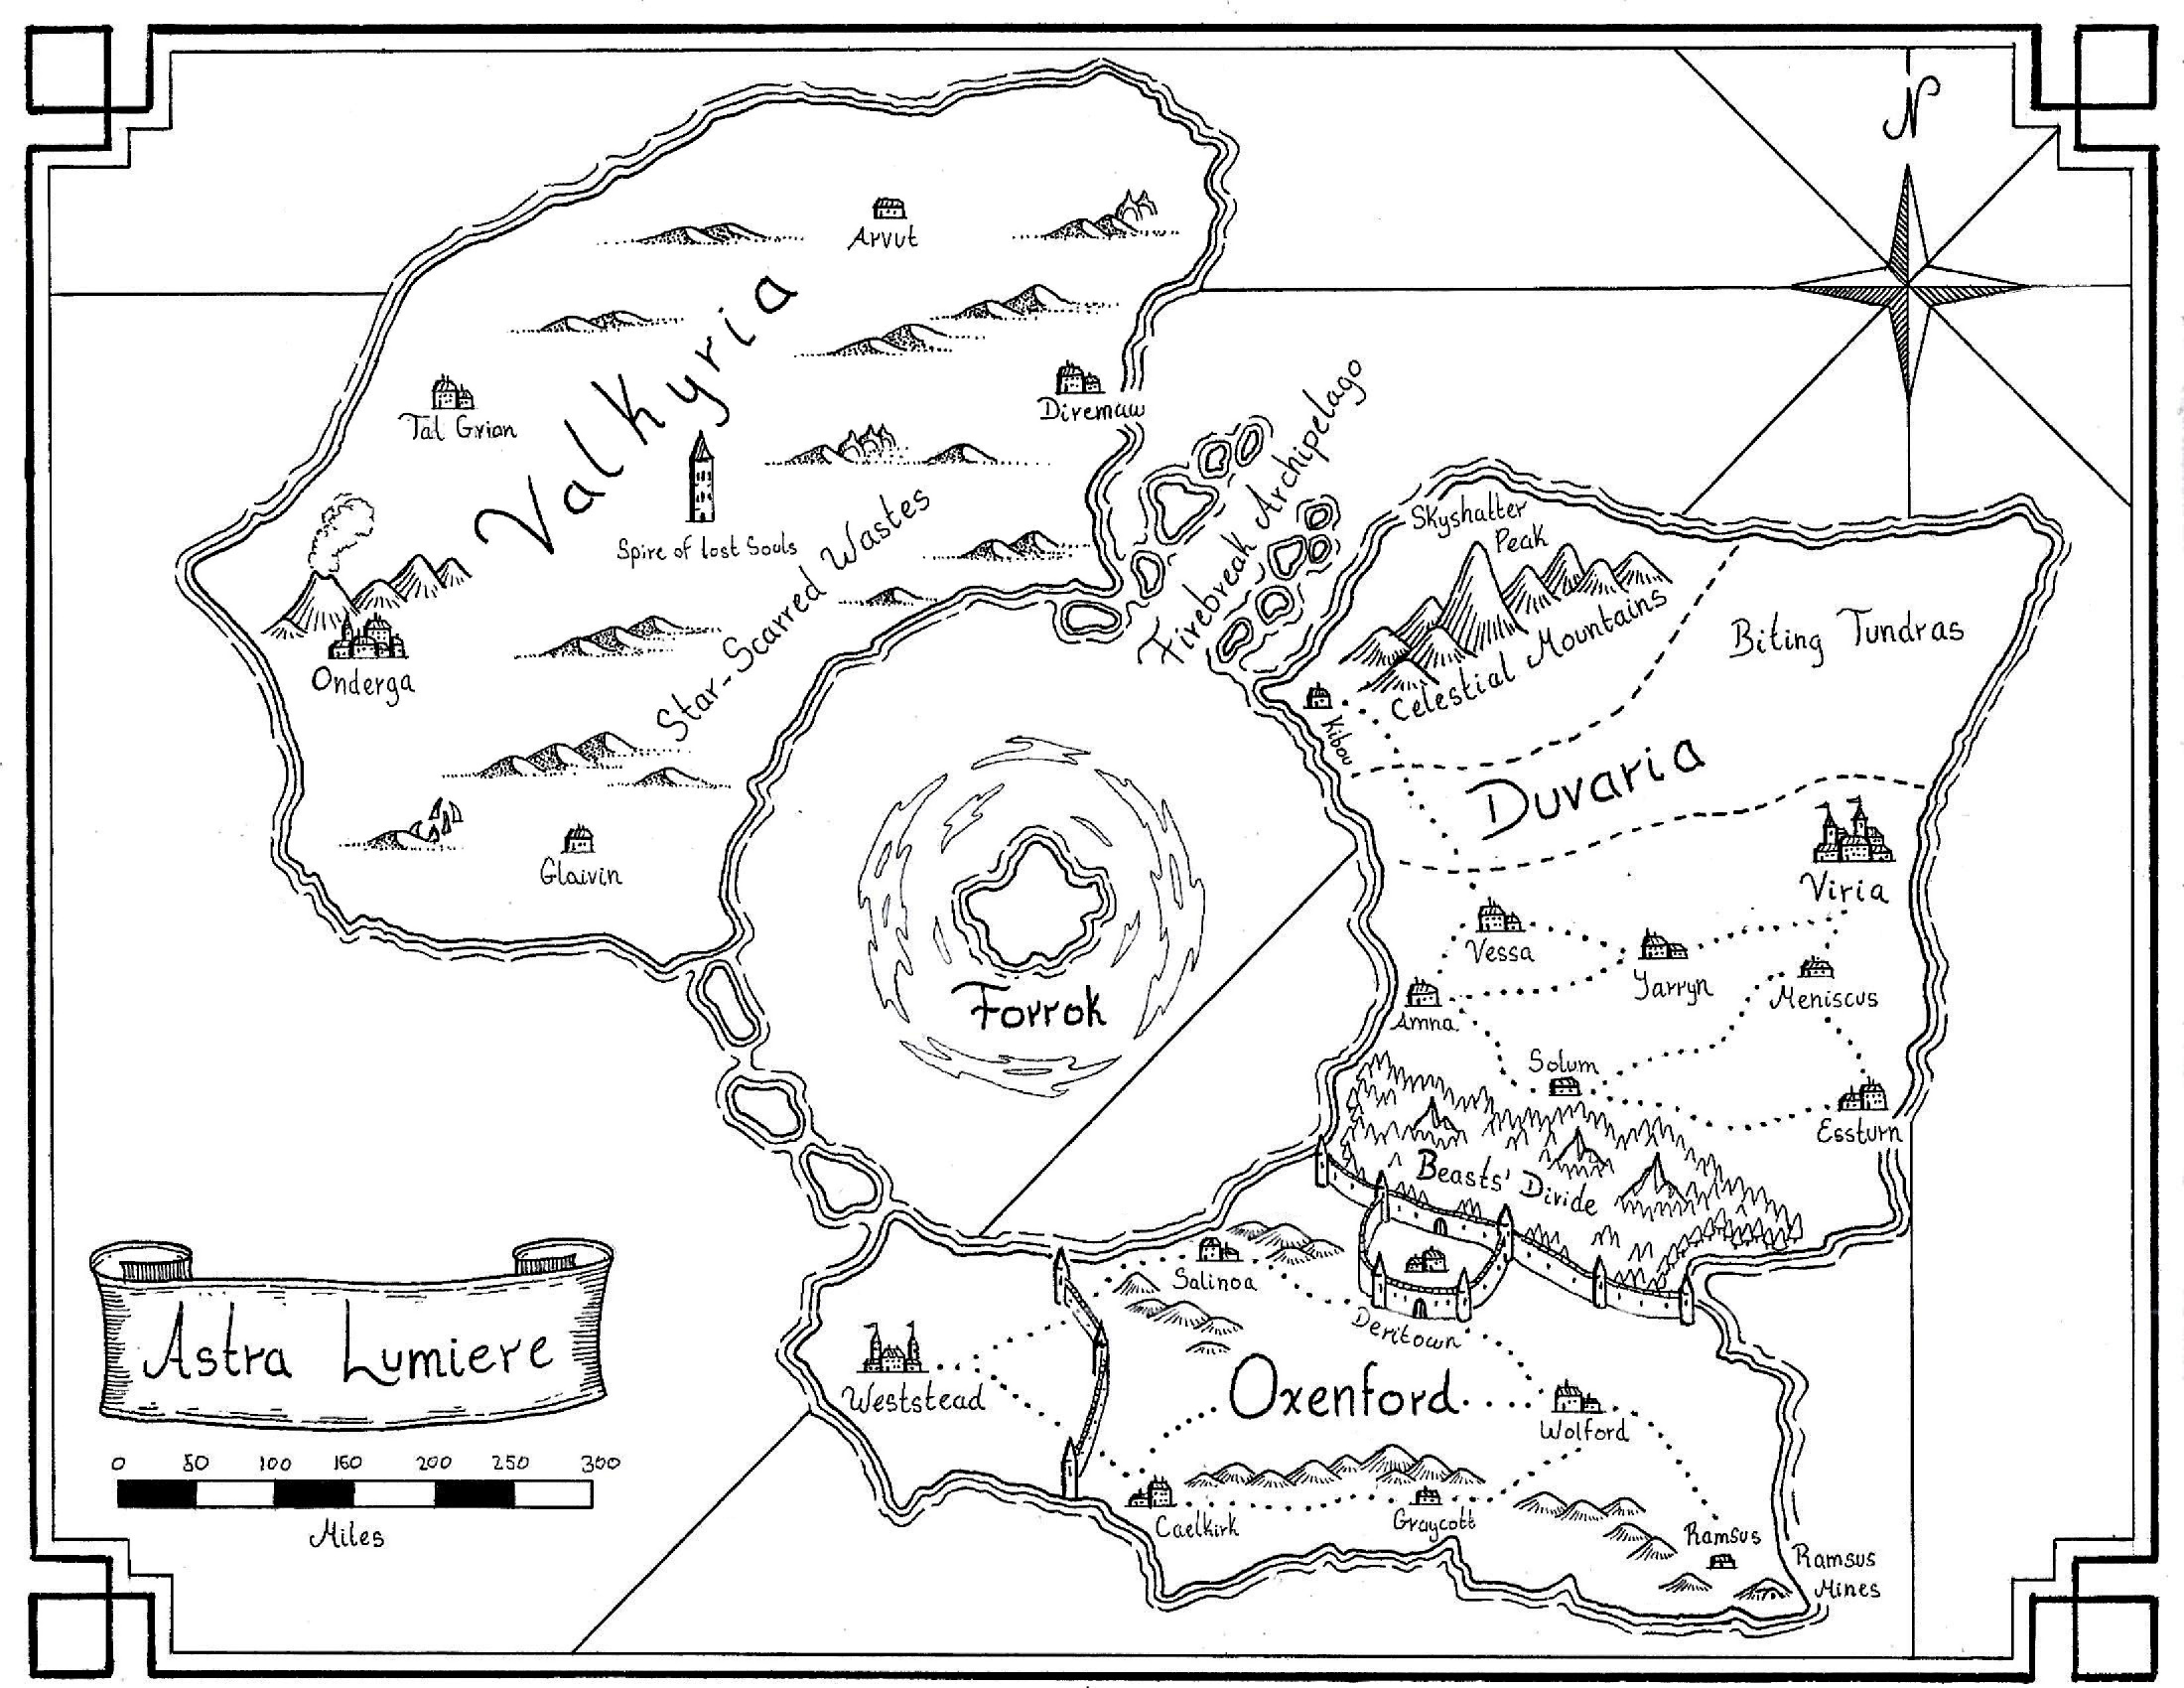 N
Arvut
Valkyria
Diremaw
Tal Grian
Firebreak Archipelago
Spire of Lost Souls
Star-Scarred Wastes
Skyshatter
Peak
Celestial Mountains
Biting Tundras
Onderga
Kibou
Duvaria
Glaivin
Viria
Vessa
Yarryn
Meniscus
Amna
Forrok
Solum
Essturn
Beasts' Divide
Salinoa
Deritown
Astra Lumiere
Weststead
Oxenford
Wolford
0 50 100 150 200 250 300
Miles
Caelkirk
Graycott
Ramsus
Ramsus
Mines